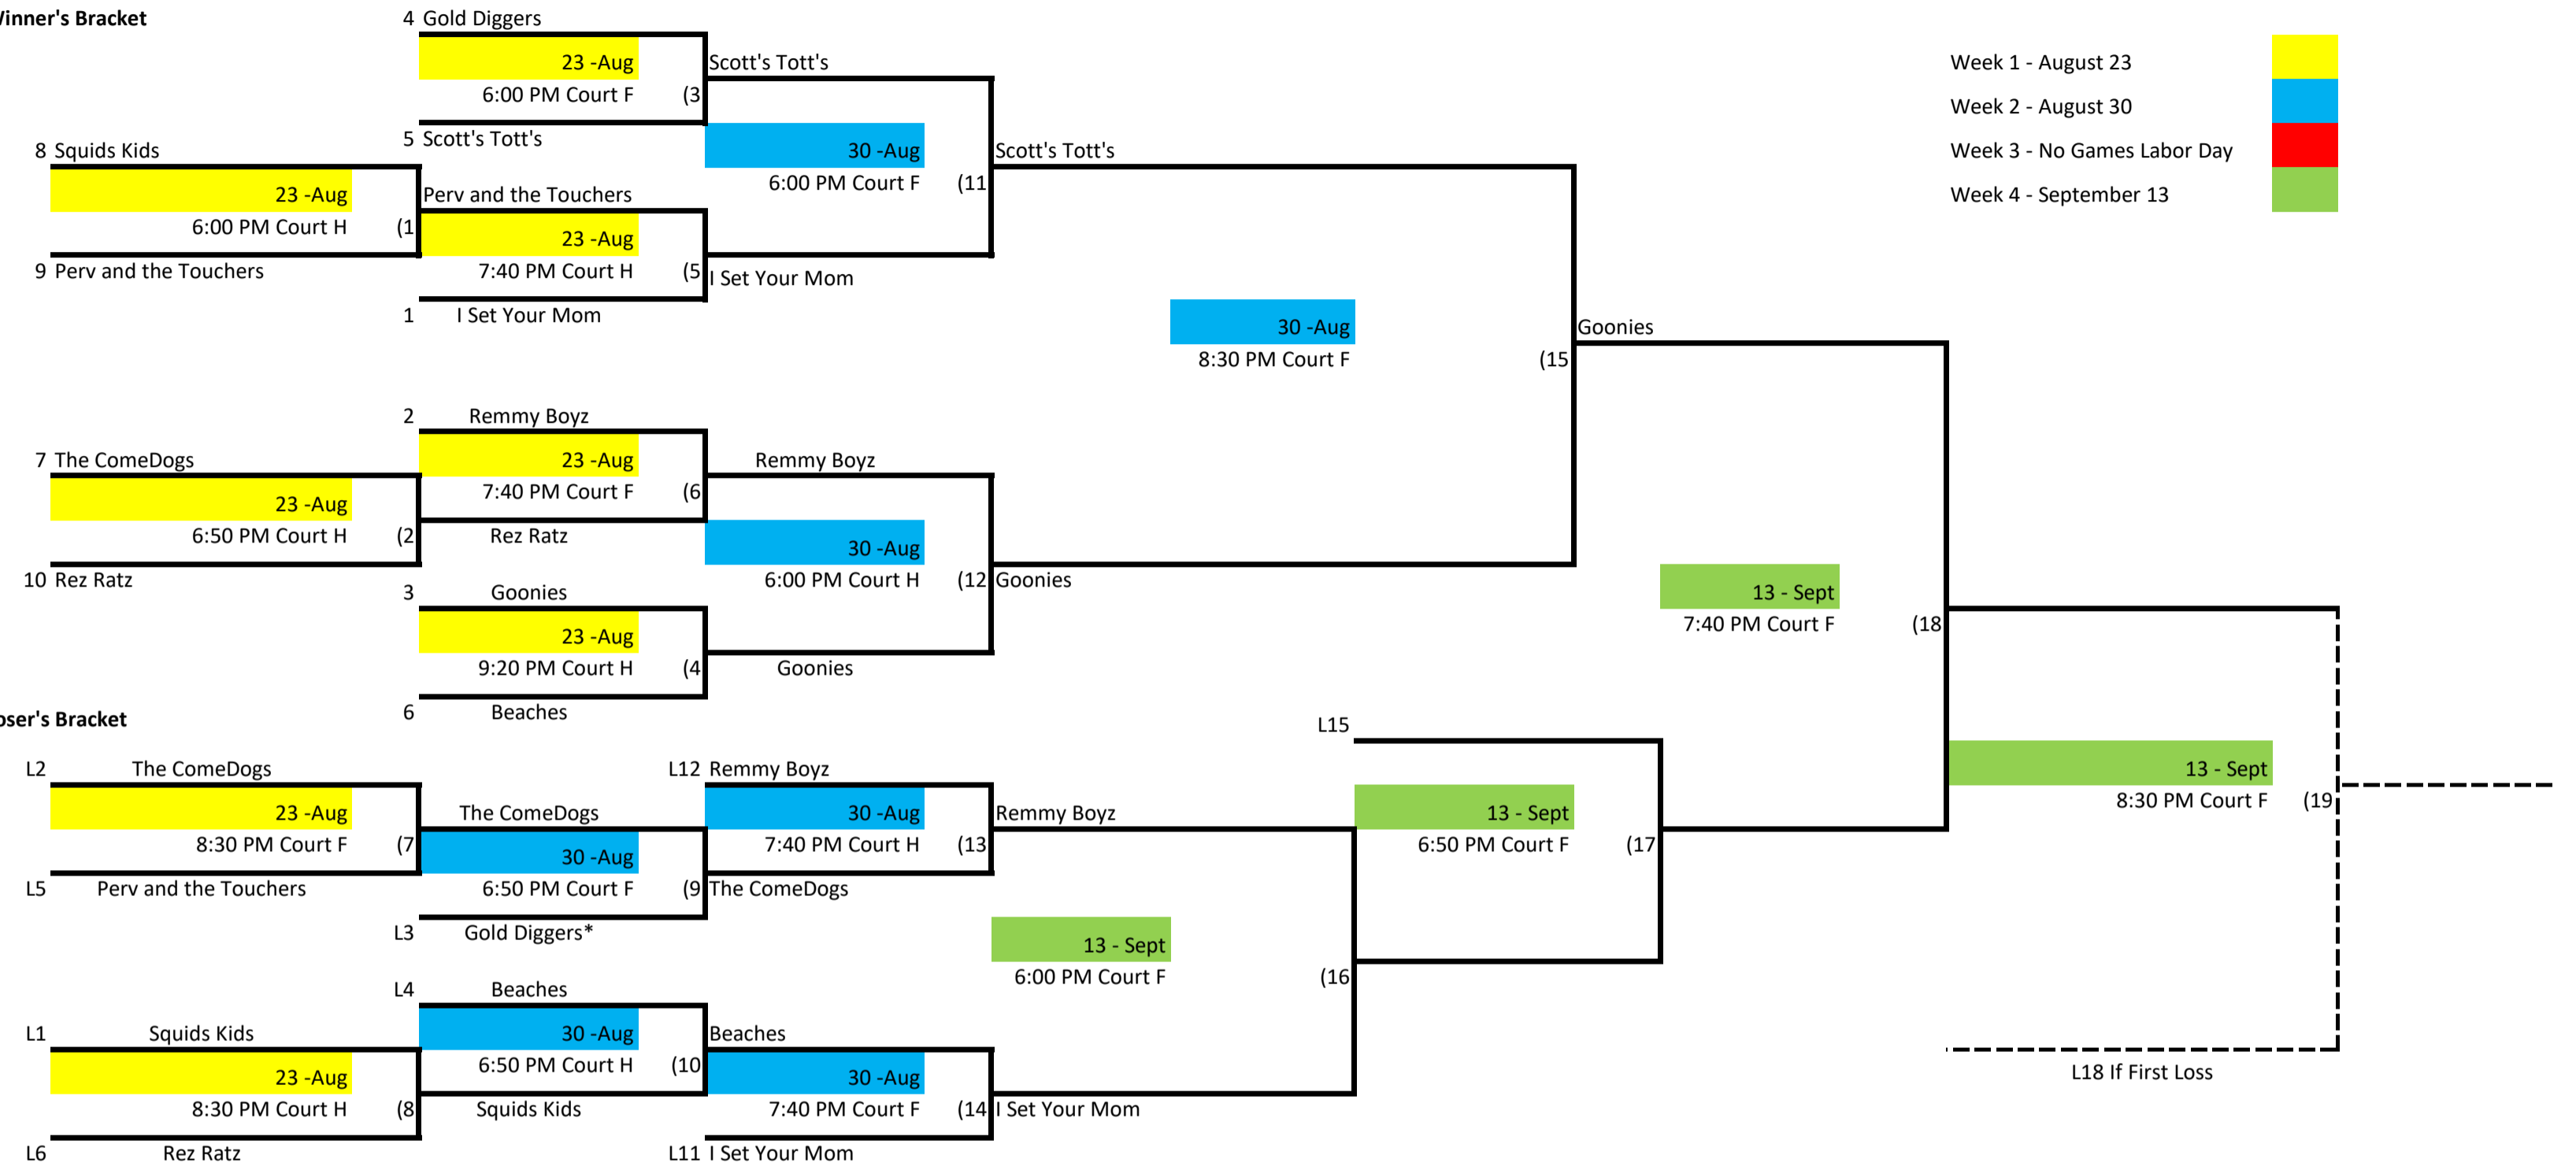 Winner's Bracket
4 Gold Diggers
23 -Aug
6:00 PM Court F (3
5 Scott's Tott's
Scott's Tott's
8 Squids Kids
23 -Aug
6:00 PM Court H (1
9 Perv and the Touchers
Perv and the Touchers
23 -Aug
7:40 PM Court H (5
1 I Set Your Mom
30 -Aug
6:00 PM Court F (11
I Set Your Mom
Scott's Tott's
Week 1 - August 23
Week 2 - August 30
Week 3 - No Games Labor Day
Week 4 - September 13
30 -Aug
8:30 PM Court F (15
Goonies
2 Remmy Boyz
23 -Aug
7:40 PM Court F (6
Rez Ratz
7 The ComeDogs
23 -Aug
6:50 PM Court H (2
10 Rez Ratz
Remmy Boyz
30 -Aug
6:00 PM Court H (12
Goonies
3 Goonies
23 -Aug
9:20 PM Court H (4
6 Beaches
Goonies
13 - Sept
7:40 PM Court F (18
Loser's Bracket
L2 The ComeDogs
23 -Aug
8:30 PM Court F (7
L5 Perv and the Touchers
The ComeDogs
30 -Aug
6:50 PM Court F (9
L3 Gold Diggers*
L12 Remmy Boyz
30 -Aug
7:40 PM Court H (13
The ComeDogs
Remmy Boyz
L15
13 - Sept
6:50 PM Court F (17
13 - Sept
8:30 PM Court F (19
13 - Sept
6:00 PM Court F (16
L4 Beaches
30 -Aug
6:50 PM Court H (10
Squids Kids
L1 Squids Kids
23 -Aug
8:30 PM Court H (8
L6 Rez Ratz
Beaches
30 -Aug
7:40 PM Court F (14
L11 I Set Your Mom
I Set Your Mom
L18 If First Loss